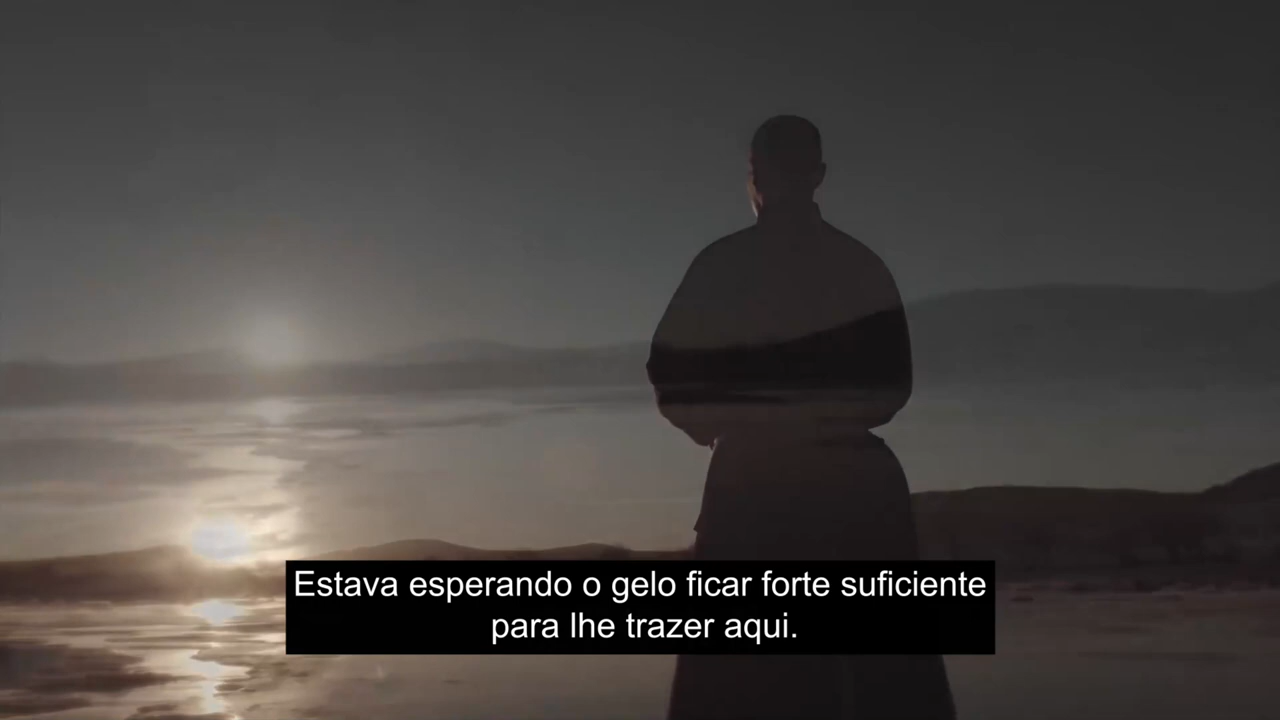 Estava esperando o gelo ficar forte suficiente
para lhe trazer aqui.